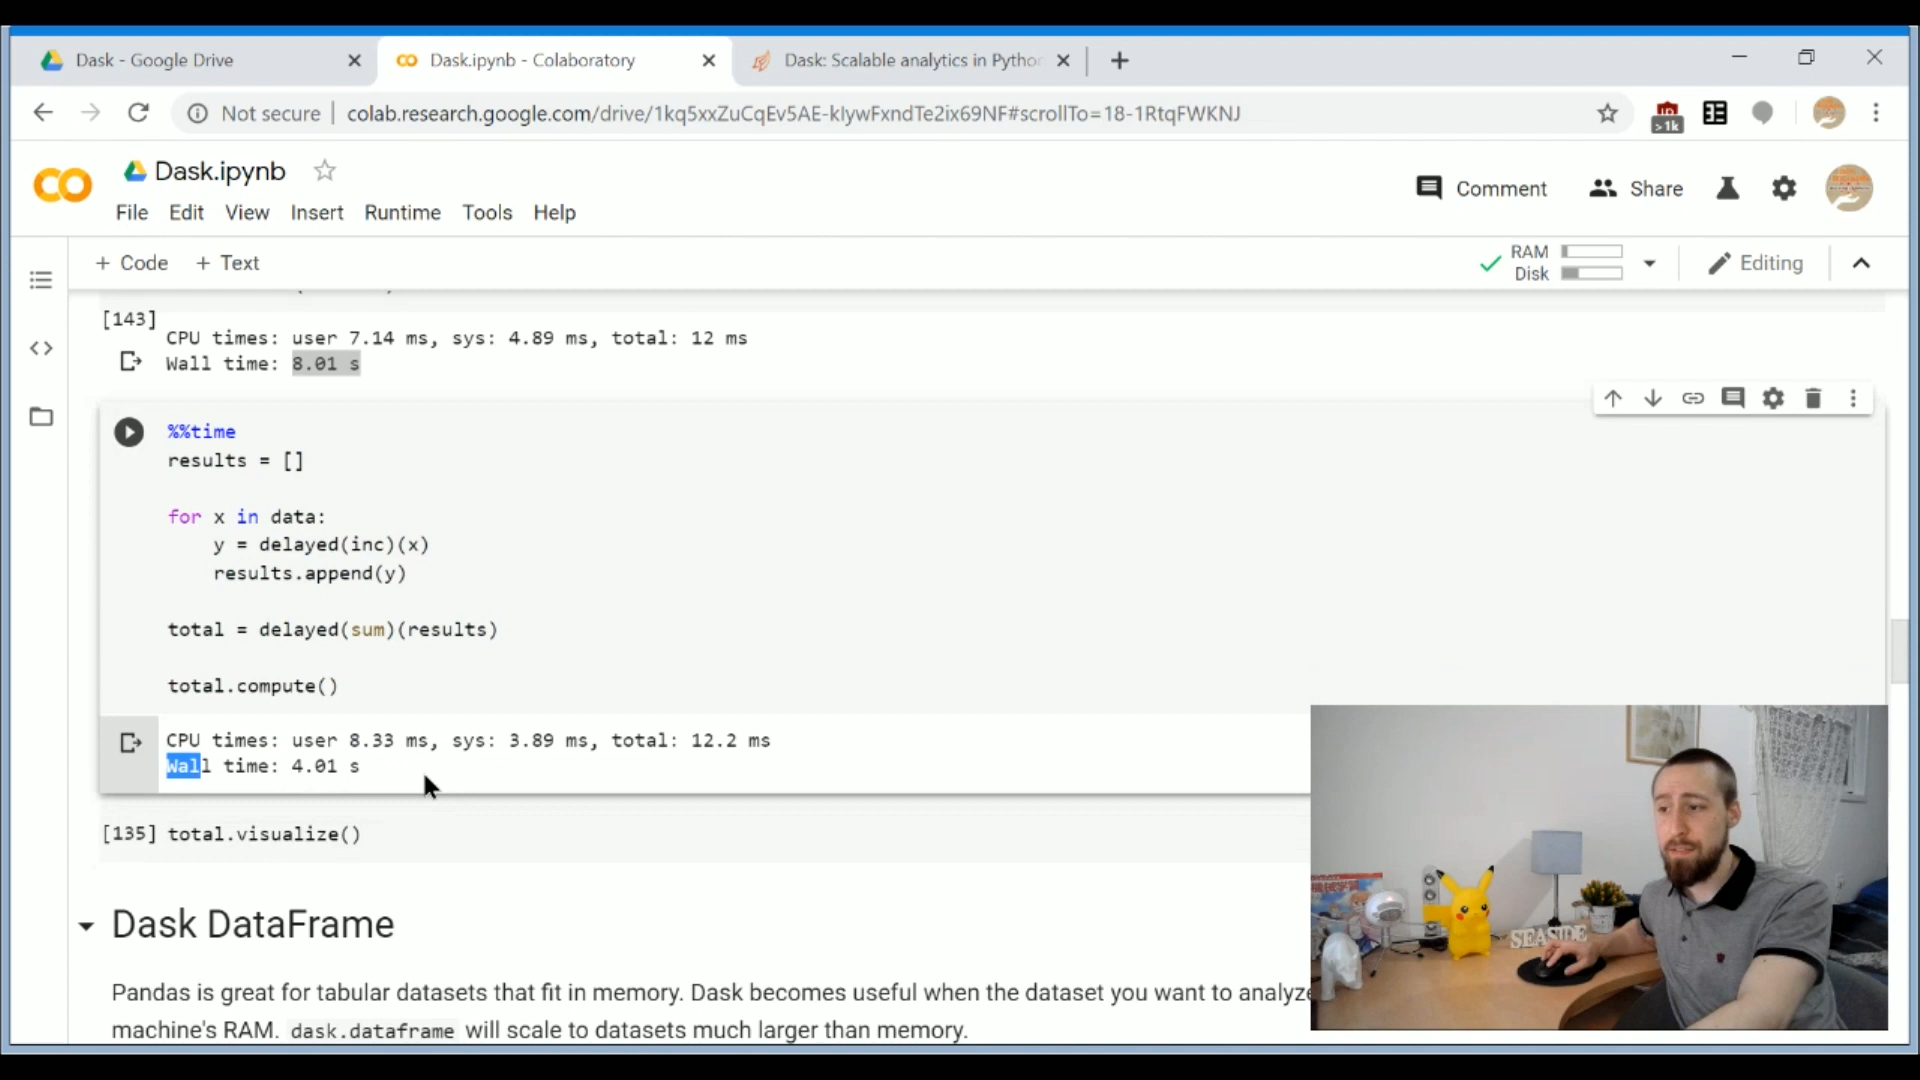 Dask - Google Drive
Dask.ipynb - Colaboratory
Dask: Scalable analytics in Pytho
Not secure
colab.research.google.com/drive/1kq5xxZuCqEv5AE-kIywFxndTe2ix69NF#scrollTo=18-1RtqFWKNJ
>1k
Dask.ipynb
File Edit View Insert Runtime Tools Help
Comment
Share
+ Code + Text
RAM
Disk
Editing
[143]
CPU times: user 7.14 ms, sys: 4.89 ms, total: 12 ms
Wall time: 8.01 s
%%time
results = []
for x in data:
y = delayed(inc)(x)
results.append(y)
total = delayed(sum)(results)
total.compute()
CPU times: user 8.33 ms, sys: 3.89 ms, total: 12.2 ms
Wall time: 4.01 s
[135] total.visualize()
Dask DataFrame
Pandas is great for tabular datasets that fit in memory. Dask becomes useful when the dataset you want to analyze
machine's RAM. dask.dataframe will scale to datasets much larger than memory.
SEASIDE